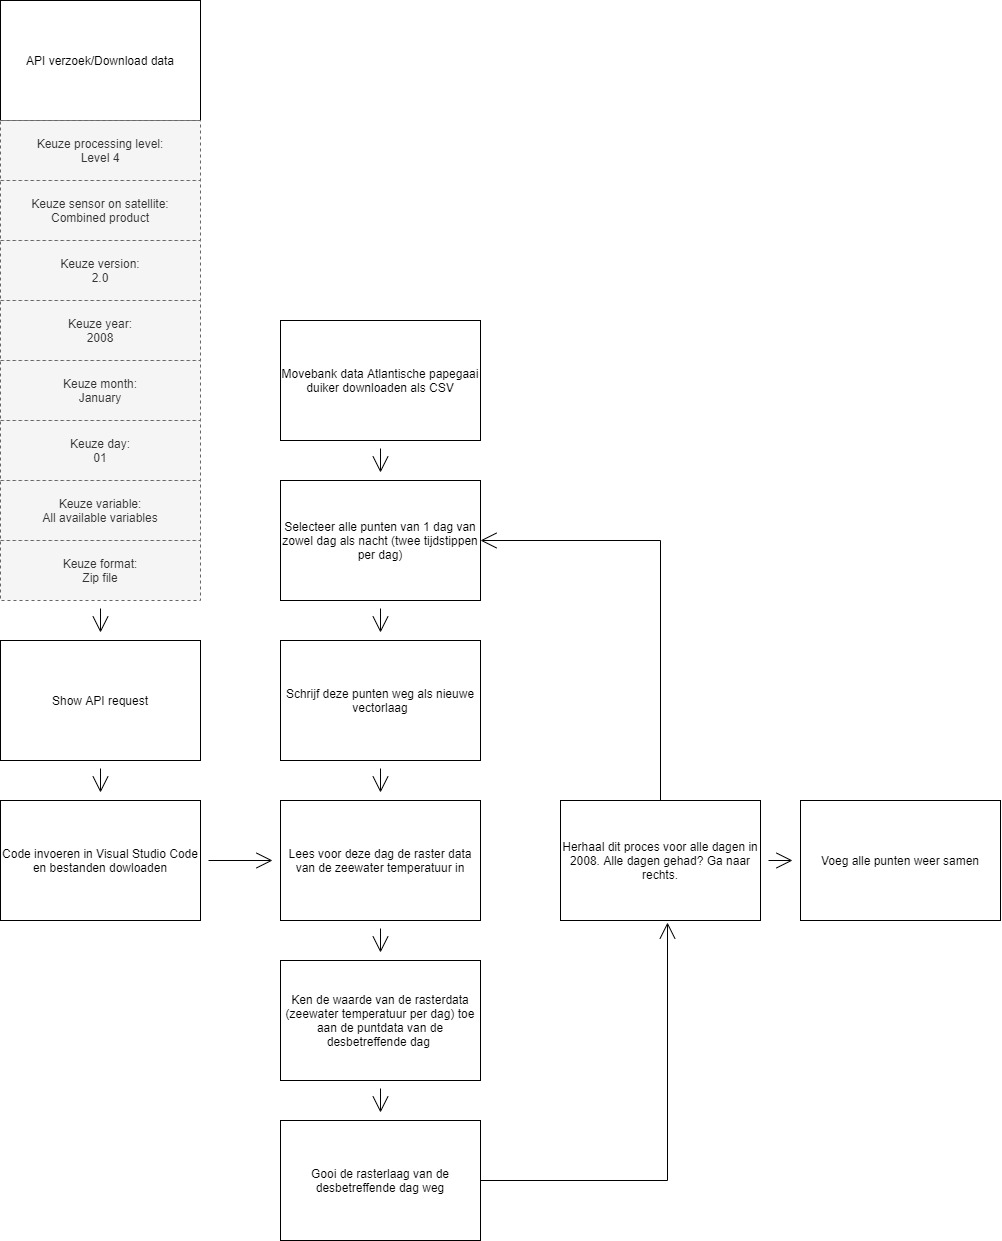 API verzoek/Download data
Keuze processing level:
Level 4
Keuze sensor on satellite:
Combined product
Keuze version:
2.0
Keuze year:
2008
Keuze month:
January
Keuze day:
01
Keuze variable:
All available variables
Keuze format:
Zip file
Show API request
Code invoeren in Visual Studio Code
en bestanden dowloaden
Movebank data Atlantische papegaai
duiker downloaden als CSV
Selecteer alle punten van 1 dag van
zowel dag als nacht (twee tijdstippen
per dag)
Schrijf deze punten weg als nieuwe
vectorlaag
Lees voor deze dag de raster data
van de zeewater temperatuur in
Ken de waarde van de rasterdata
(zeewater temperatuur per dag) toe
aan de puntdata van de
desbetreffende dag
Gooi de rasterlaag van de
desbetreffende dag weg
Herhaal dit proces voor alle dagen in
2008. Alle dagen gehad? Ga naar
rechts.
Voeg alle punten weer samen